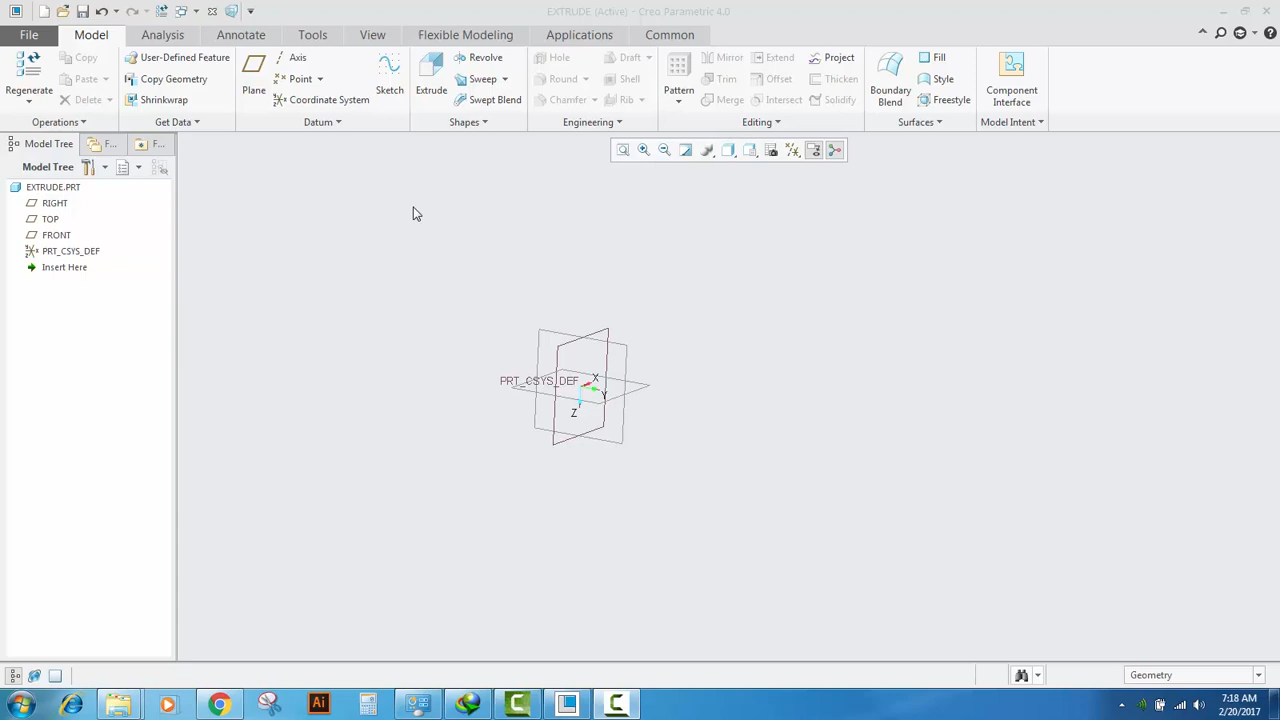 EXTRUDE (Active) - Creo Parametric 4.0
File Model Analysis Annotate Tools View Flexible Modeling Applications Common
Regenerate
Copy
Paste
Delete
Operations
User-Defined Feature
Copy Geometry
Shrinkwrap
Get Data
Plane
Axis
Point
Coordinate System
Sketch
Datum
Extrude
Revolve
Sweep
Swept Blend
Shapes
Hole
Round
Chamfer
Draft
Shell
Rib
Engineering
Pattern
Mirror
Trim
Merge
Extend
Offset
Intersect
Project
Thicken
Solidify
Editing
Boundary
Blend
Fill
Style
Freestyle
Surfaces
Component
Interface
Model Intent
Model Tree F... F...
Model Tree
EXTRUDE.PRT
RIGHT
TOP
FRONT
PRT_CSYS_DEF
Insert Here
PRT_CSYS_DEF
X
Y
Z
Geometry
Ai
7:18 AM
2/20/2017